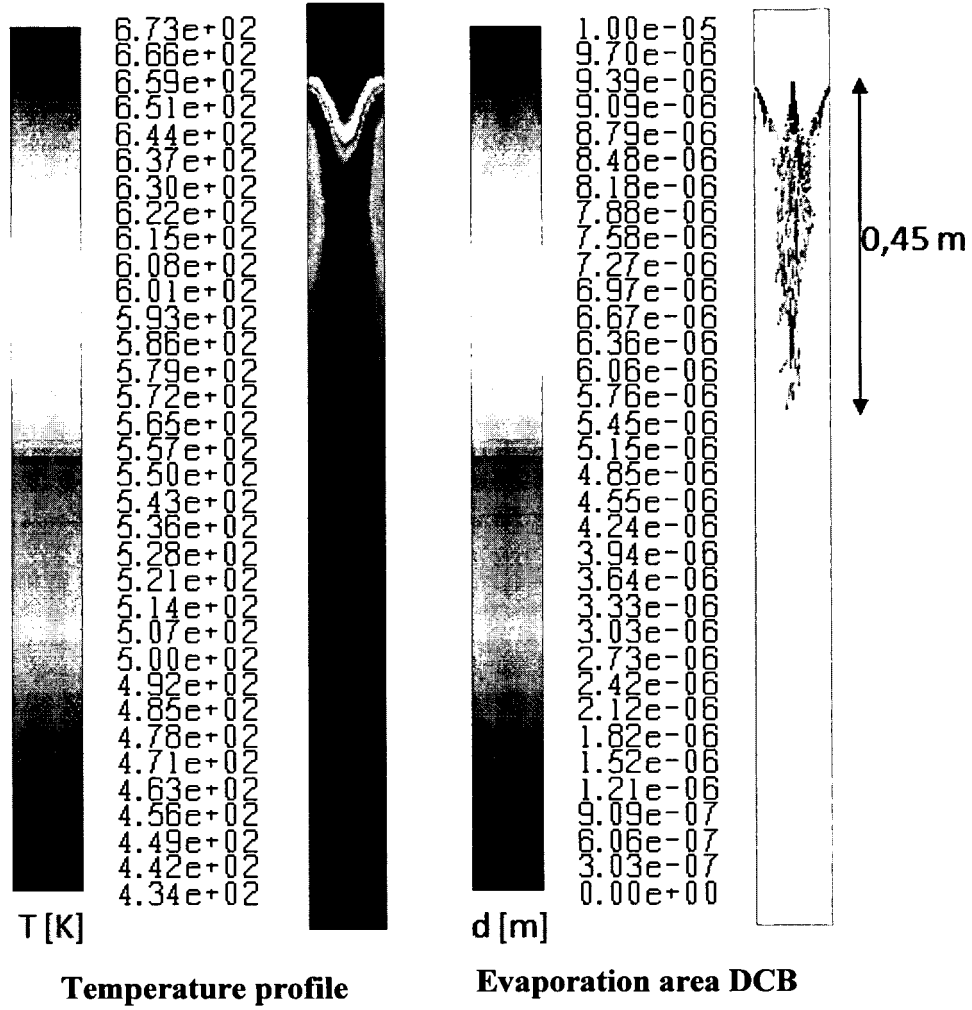 6.73e+02
6.66e+02
6.59e+02
6.51e+02
6.44e+02
6.37e+02
6.30e+02
6.22e+02
6.15e+02
6.08e+02
6.01e+02
5.93e+02
5.86e+02
5.79e+02
5.72e+02
5.65e+02
5.57e+02
5.50e+02
5.43e+02
5.36e+02
5.28e+02
5.21e+02
5.14e+02
5.07e+02
5.00e+02
4.92e+02
4.85e+02
4.78e+02
4.71e+02
4.63e+02
4.56e+02
4.49e+02
4.42e+02
4.34e+02
T [K]
Temperature profile
1.00e-05
9.70e-06
9.39e-06
9.09e-06
8.79e-06
8.48e-06
8.18e-06
7.88e-06
7.58e-06
7.27e-06
6.97e-06
6.67e-06
6.36e-06
6.06e-06
5.76e-06
5.45e-06
5.15e-06
4.85e-06
4.55e-06
4.24e-06
3.94e-06
3.64e-06
3.33e-06
3.03e-06
2.73e-06
2.42e-06
2.12e-06
1.82e-06
1.52e-06
1.21e-06
9.09e-07
6.06e-07
3.03e-07
0.00e+00
d [m]
0,45 m
Evaporation area DCB